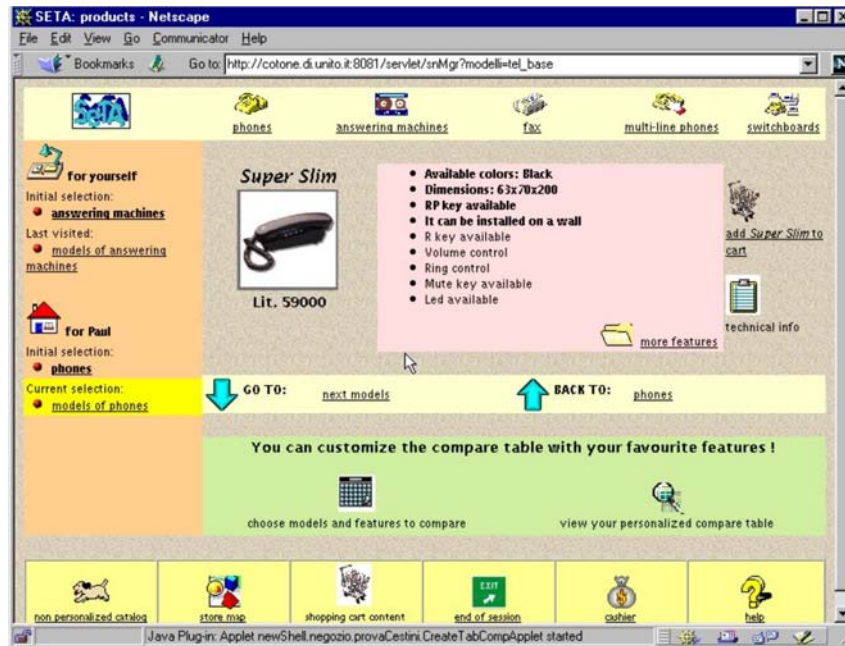 SETA: products - Netscape
File Edit View Go Communicator Help
Bookmarks Go to: http://cotone.di.unito.it:8081/servlet/snMgr?modelli=tel_base
N
SeTA
phones answering machines fax multi-line phones switchboards
for yourself
Initial selection:
answering machines
Last visited:
models of answering
machines
for Paul
Initial selection:
phones
Current selection:
models of phones
Super Slim
Lit. 59000
Available colors: Black
Dimensions: 63x70x200
RP key available
It can be installed on a wall
R key available
Volume control
Ring control
Mute key available
Led available
more features
add Super Slim to
cart
technical info
GO TO: next models BACK TO: phones
You can customize the compare table with your favourite features !
choose models and features to compare view your personalized compare table
EXIT
non personalized catalog store map shopping cart content end of session cashier help
Java Plug-in: Applet newShell.negozio.provaCestini.CreateTabCompApplet started